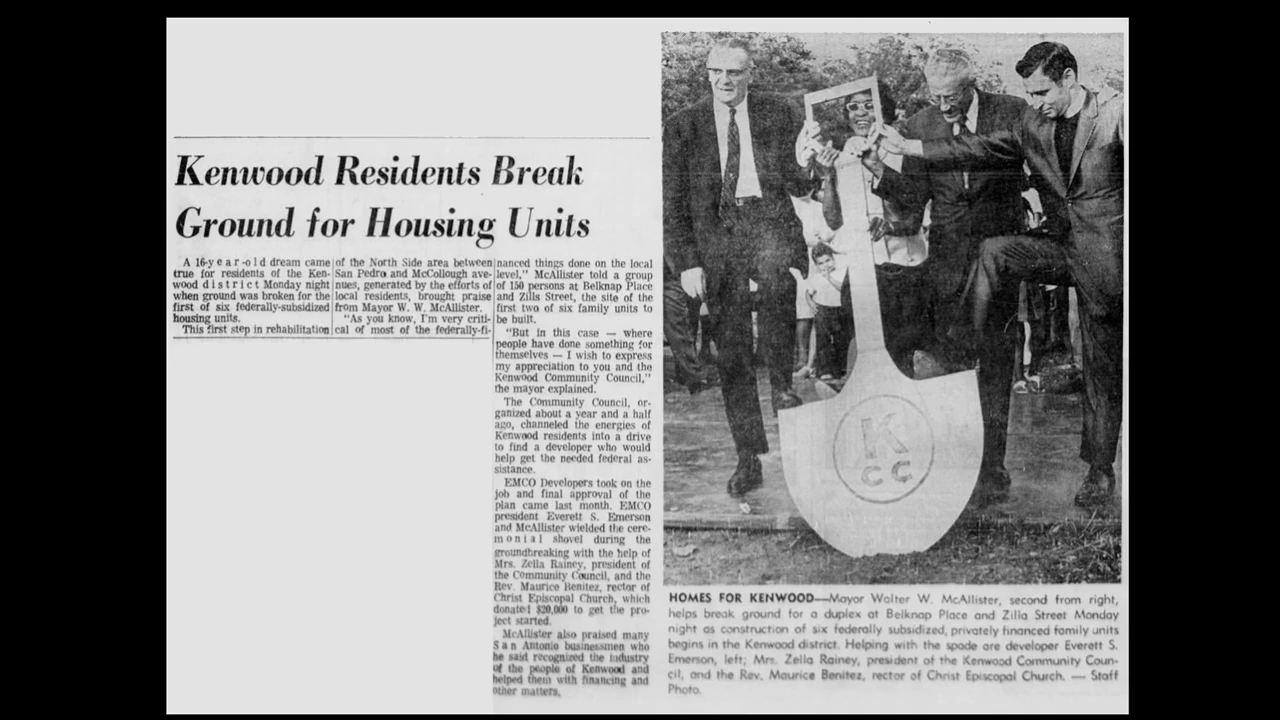 Kenwood Residents Break
Ground for Housing Units
A 16-year-old dream came
true for residents of the Ken-
wood district Monday night
when ground was broken for the
first of six federally-subsidized
housing units.
This first step in rehabilitation
of the North Side area between
San Pedro and McCollough ave-
nues, generated by the efforts of
local residents, brought praise
from Mayor W. W. McAllister.
"As you know, I'm very criti-
cal of most of the federally-fi-
nanced things done on the local
level," McAllister told a group
of 150 persons at Belknap Place
and Zills Street, the site of the
first two of six family units to
be built.
"But in this case — where
people have done something for
themselves — I wish to express
my appreciation to you and the
Kenwood Community Council,"
the mayor explained.
The Community Council, or-
ganized about a year and a half
ago, channeled the energies of
Kenwood residents into a drive
to find a developer who would
help get the needed federal as-
sistance.
EMCO Developers took on the
job and final approval of the
plan came last month. EMCO
president Everett S. Emerson
and McAllister wielded the cere-
monial shovel during the
groundbreaking with the help of
Mrs. Zella Rainey, president of
the Community Council, and the
Rev. Maurice Benitez, rector of
Christ Episcopal Church, which
donated $20,000 to get the pro-
ject started.
McAllister also praised many
San Antonio businessmen who
he said recognized the industry
of the people of Kenwood and
helped them with financing and
other matters.
K
CC
HOMES FOR KENWOOD—Mayor Walter W. McAllister, second from right,
helps break ground for a duplex at Belknap Place and Zilla Street Monday
night as construction of six federally subsidized, privately financed family units
begins in the Kenwood district. Helping with the spade are developer Everett S.
Emerson, left; Mrs. Zella Rainey, president of the Kenwood Community Coun-
cil, and the Rev. Maurice Benitez, rector of Christ Episcopal Church. — Staff
Photo.